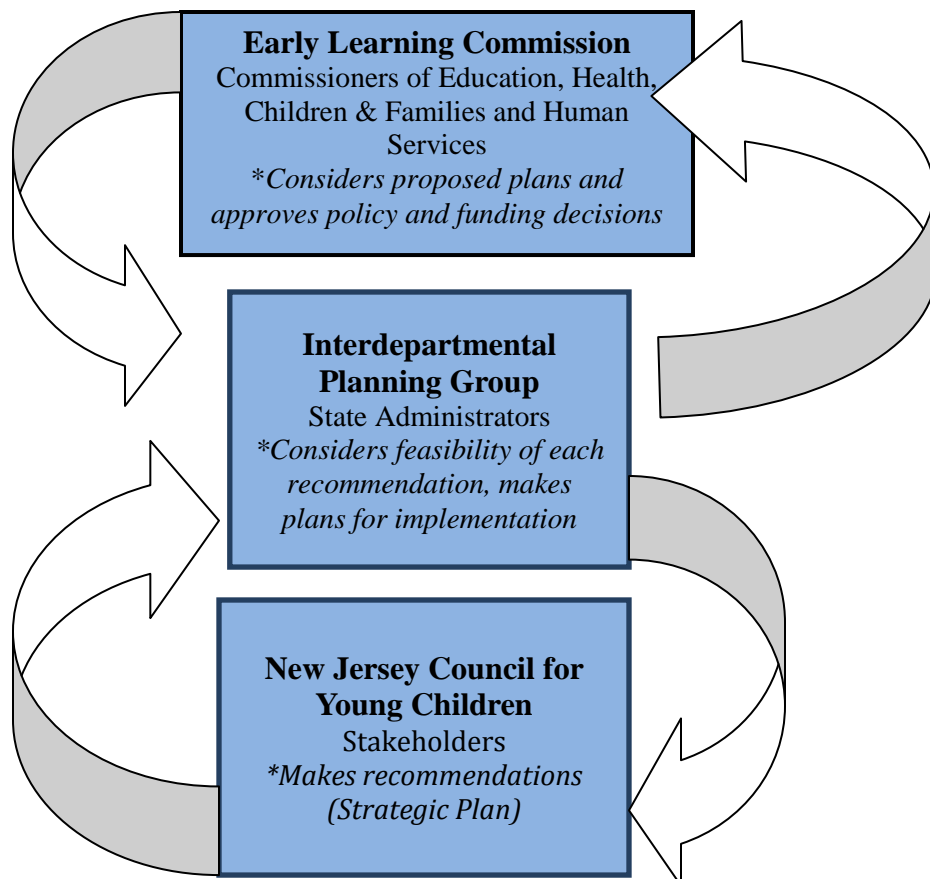 Early Learning Commission
Commissioners of Education, Health,
Children & Families and Human
Services
*Considers proposed plans and
approves policy and funding decisions
Interdepartmental
Planning Group
State Administrators
*Considers feasibility of each
recommendation, makes
plans for implementation
New Jersey Council for
Young Children
Stakeholders
*Makes recommendations
(Strategic Plan)